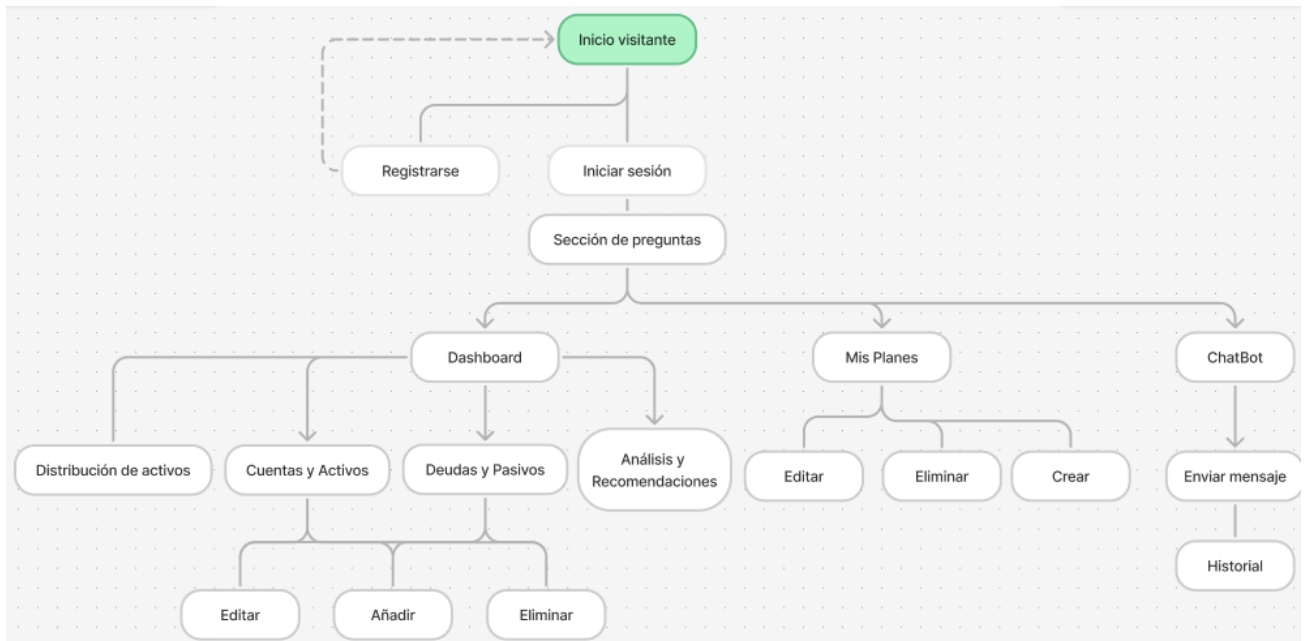 Inicio visitante
Registrarse
Iniciar sesión
Sección de preguntas
Dashboard
Mis Planes
ChatBot
Distribución de activos
Cuentas y Activos
Deudas y Pasivos
Análisis y
Recomendaciones
Editar
Eliminar
Crear
Enviar mensaje
Historial
Editar
Añadir
Eliminar